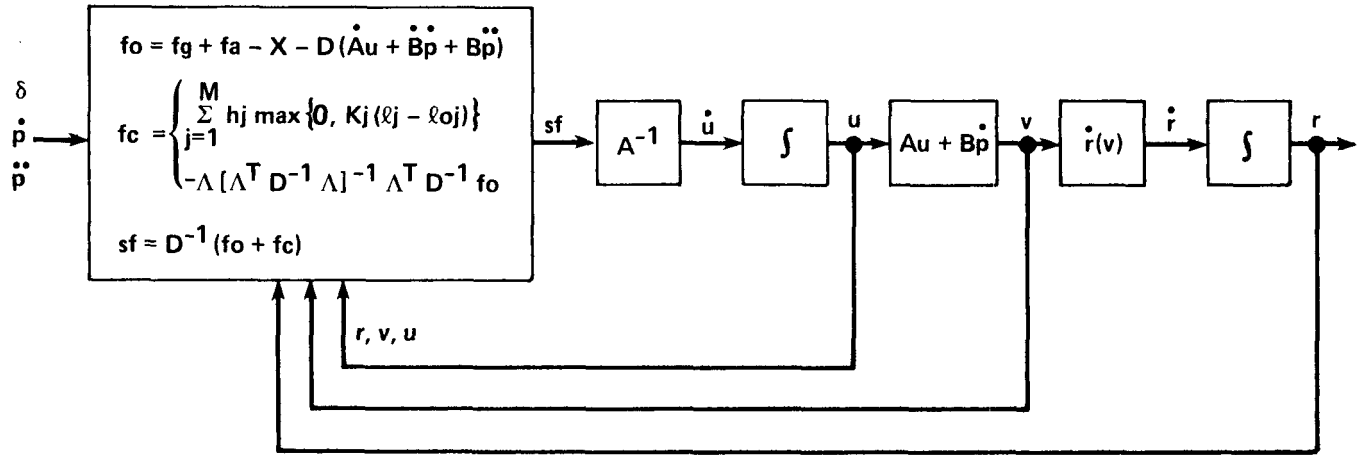 δ
ṗ
p̈
fo = fg + fa – X – D(Ȧu + Ḃṗ + Bp̈)
fc = { M Σ j=1 hj max {0, Kj (ℓj – ℓoj)}
-Λ [Λ^T D^-1 Λ]^-1 Λ^T D^-1 fo
sf = D^-1 (fo + fc)
sf
A^-1
u̇
∫
u
Au + Bṗ
v
ṙ(v)
ṙ
∫
r
r, v, u